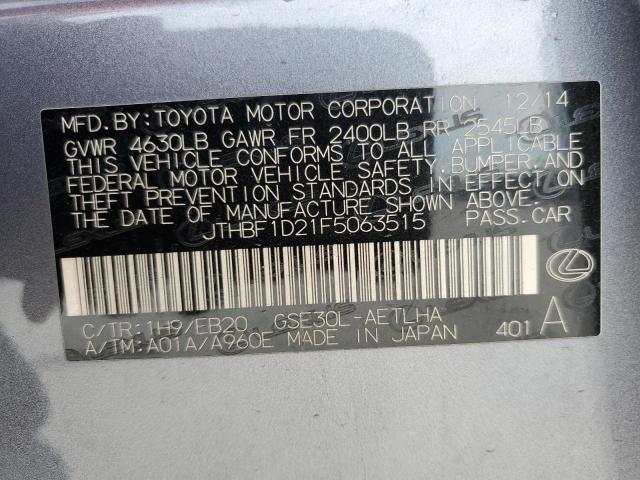 MFD.BY:TOYOTA MOTOR CORPORATION 12/14
GVWR 4630LB GAWR FR 2400LB RR 2545LB
THIS VEHICLE CONFORMS TO ALL APPLICABLE
FEDERAL MOTOR VEHICLE SAFETY,BUMPER,AND
THEFT PREVENTION STANDARDS IN EFFECT ON
THE DATE OF MANUFACTURE SHOWN ABOVE.
JTHBF1D21F5063515 PASS.CAR
C/TR:1H9/EB20 GSE30L-AETLHA
A/TM:A01A/A960E MADE IN JAPAN 401 A